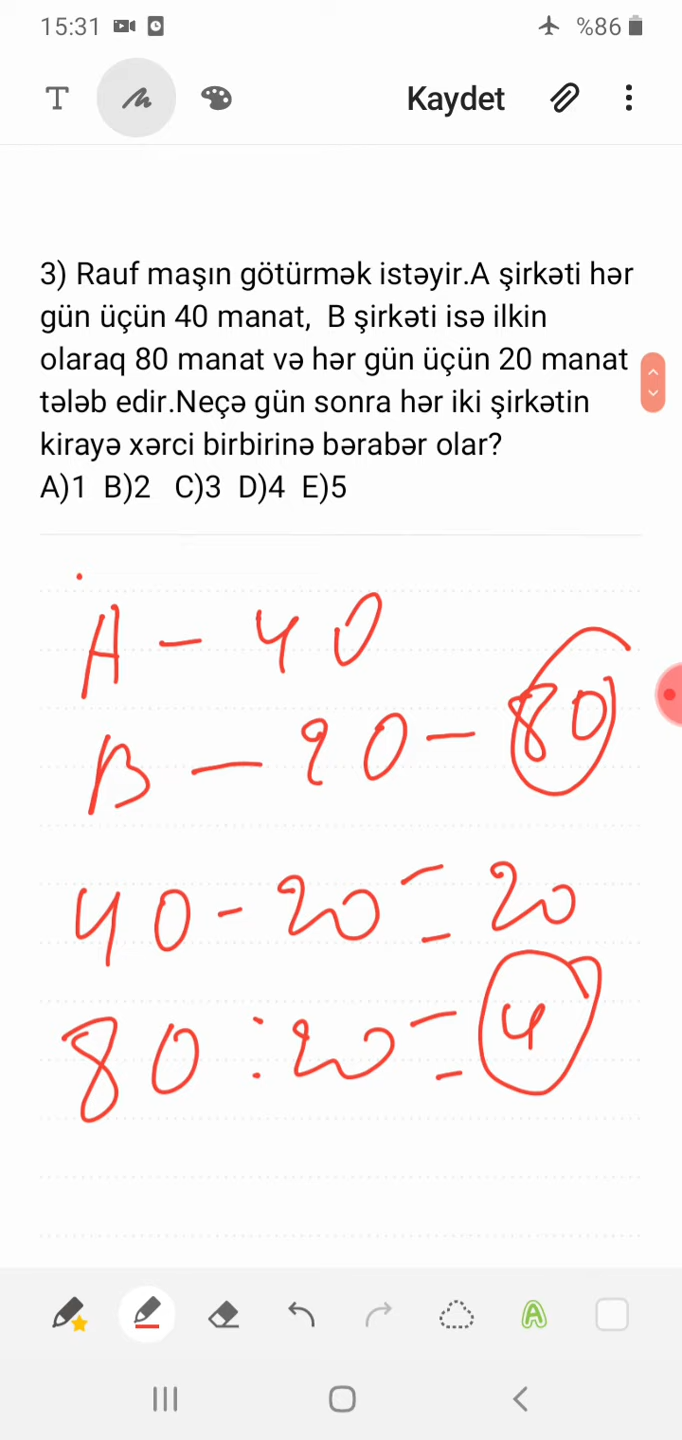 15:31 %86
T Kaydet
3) Rauf maşın götürmək istəyir.A şirkəti hər
gün üçün 40 manat, B şirkəti isə ilkin
olaraq 80 manat və hər gün üçün 20 manat
tələb edir.Neçə gün sonra hər iki şirkətin
kirayə xərci birbirinə bərabər olar?
A)1 B)2 C)3 D)4 E)5
A - 40
B - 20 - 80
40 - 20 = 20
80 : 20 = 4
A